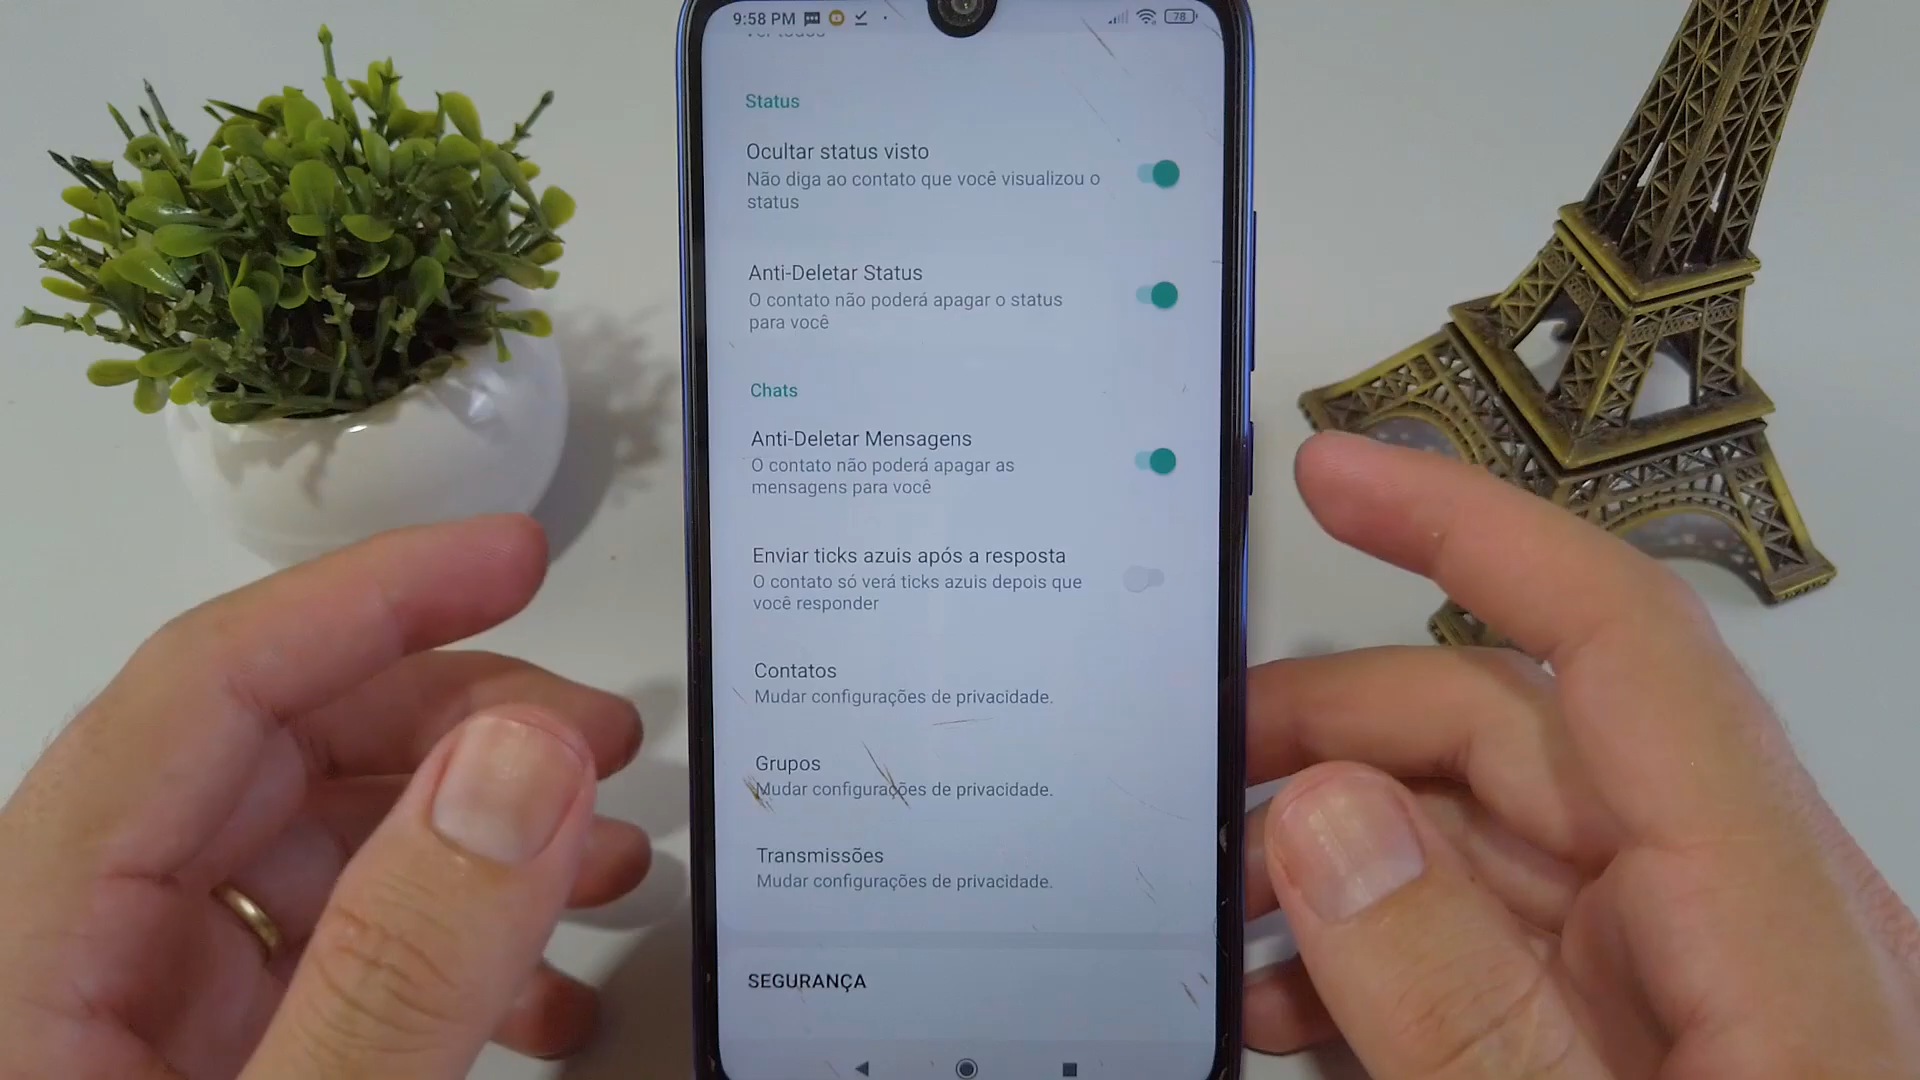 9:58 PM
78
Ver todos
Status
Ocultar status visto
Não diga ao contato que você visualizou o
status
Anti-Deletar Status
O contato não poderá apagar o status
para você
Chats
Anti-Deletar Mensagens
O contato não poderá apagar as
mensagens para você
Enviar ticks azuis após a resposta
O contato só verá ticks azuis depois que
você responder
Contatos
Mudar configurações de privacidade.
Grupos
Mudar configurações de privacidade.
Transmissões
Mudar configurações de privacidade.
SEGURANÇA